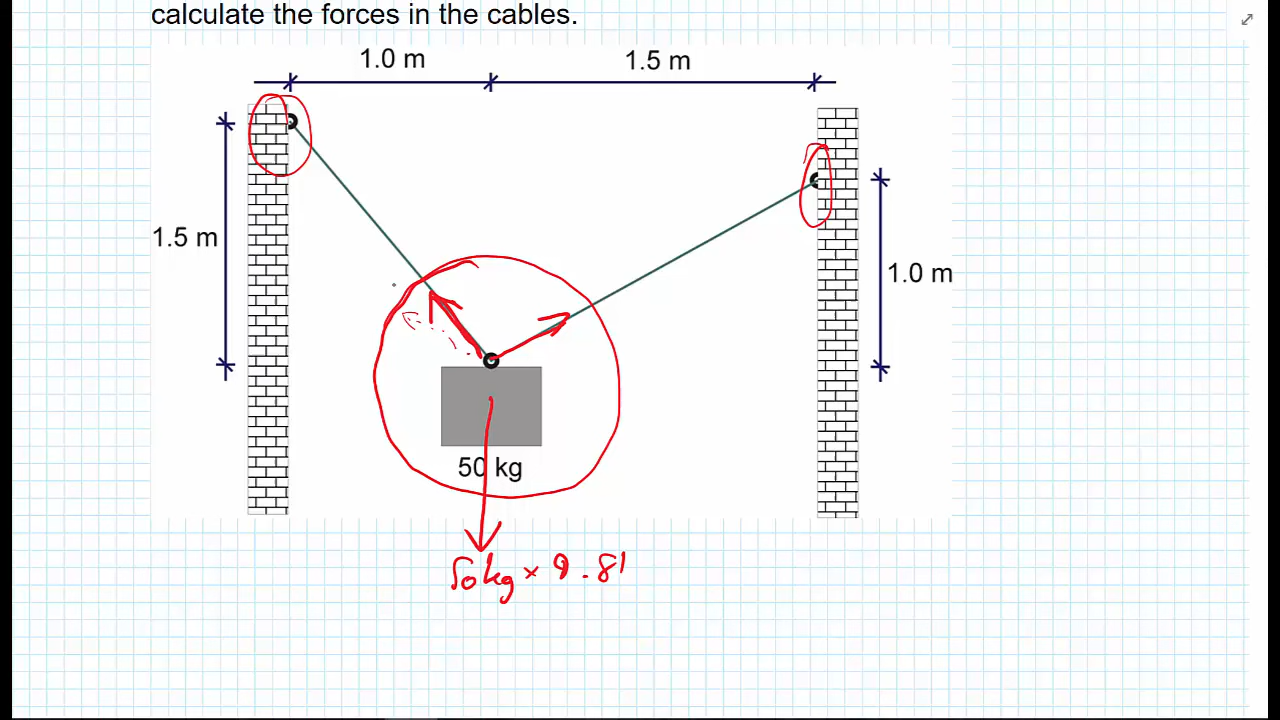 calculate the forces in the cables.
1.0 m
1.5 m
1.5 m
1.0 m
50 kg
50kg × 9.81